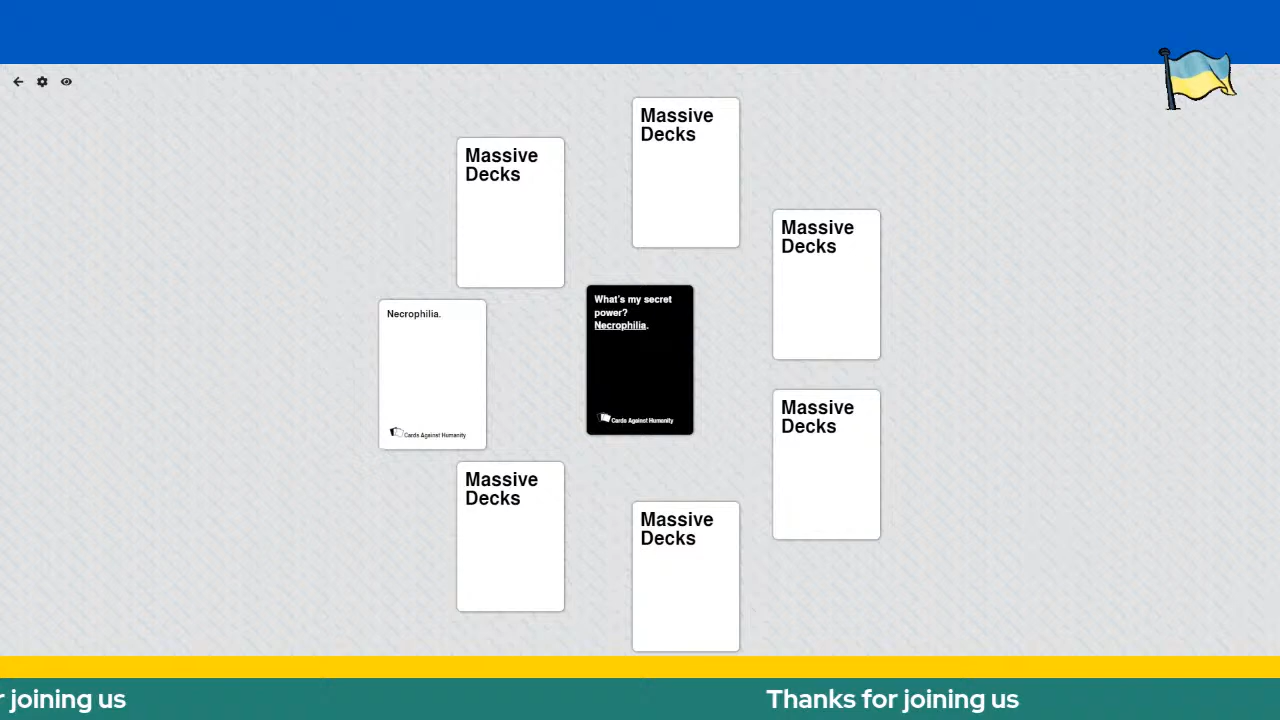 Massive
Decks
Massive
Decks
Massive
Decks
What's my secret
power?
Necrophilia.
Cards Against Humanity
Necrophilia.
Cards Against Humanity
Massive
Decks
Massive
Decks
Massive
Decks
r joining us
Thanks for joining us